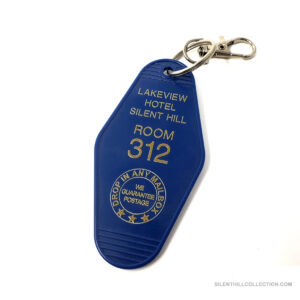 LAKEVIEW
HOTEL
SILENT HILL
ROOM
312
DROP IN ANY MAILBOX
WE
GUARANTEE
POSTAGE
SILENTHILLCOLLECTION.COM